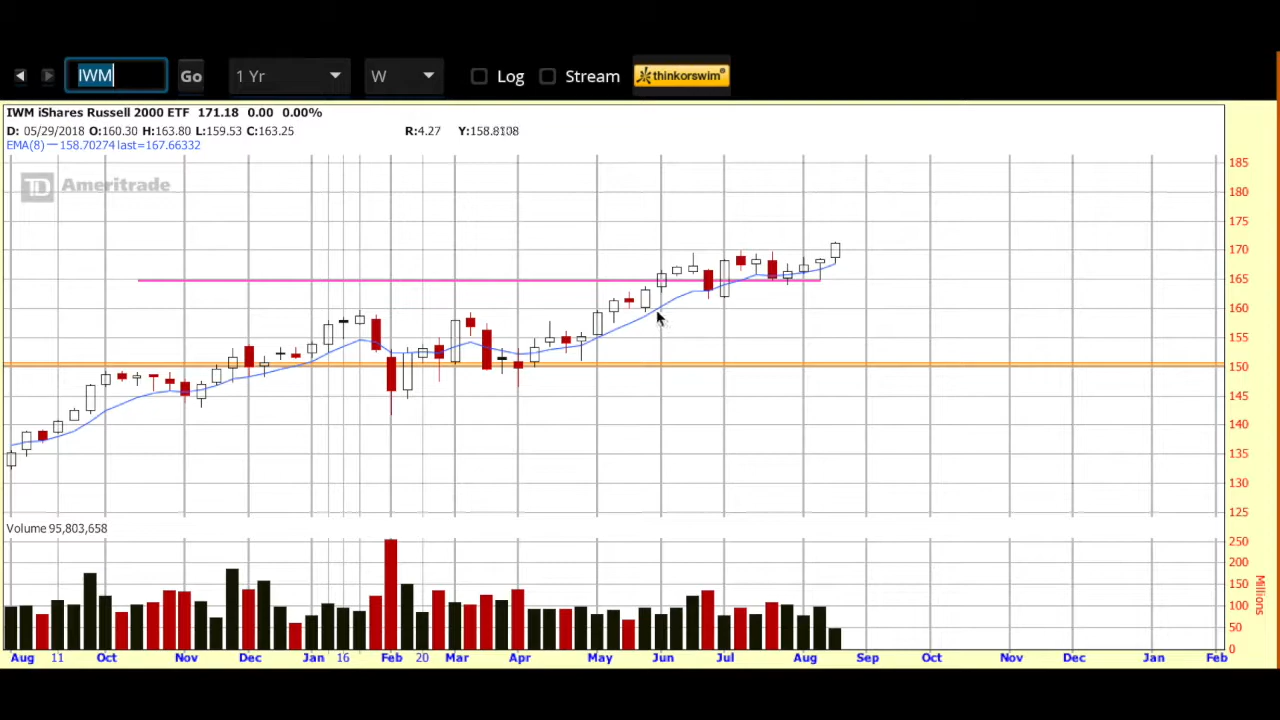 IWM Go 1 Yr W Log Stream thinkorswim®
IWM iShares Russell 2000 ETF 171.18 0.00 0.00%
D: 05/29/2018 O:160.30 H:163.80 L:159.53 C:163.25 R:4.27 Y:158.8108
EMA(8) 158.70274 last=167.66332
TD Ameritrade
185
180
175
170
165
160
155
150
145
140
135
130
125
Volume 95,803,658
250
200
150
100
50
0
Millions
Aug 11 Oct Nov Dec Jan 16 Feb 20 Mar Apr May Jun Jul Aug Sep Oct Nov Dec Jan Feb